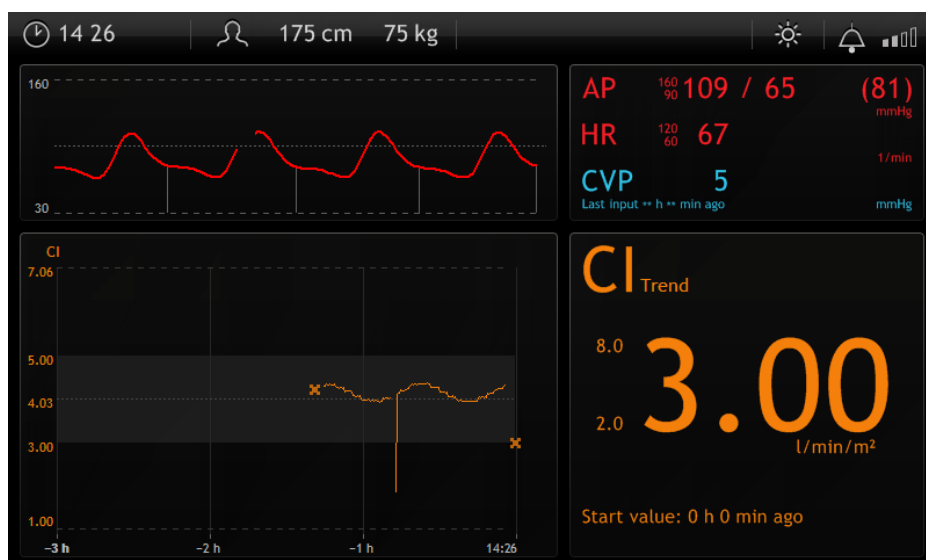 14 26 175 cm 75 kg
160
30
AP 160 90 109 / 65 (81)
mmHg
HR 120 60 67
1/min
CVP 5
Last input -- h -- min ago mmHg
CI
7.06
5.00
4.03
3.00
1.00
−3 h −2 h −1 h 14:26
CI Trend
8.0
3.00
2.0
l/min/m²
Start value: 0 h 0 min ago